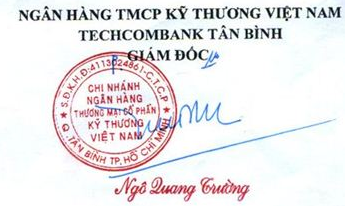 NGÂN HÀNG TMCP KỸ THƯƠNG VIỆT NAM
TECHCOMBANK TÂN BÌNH
GIÁM ĐỐC
S.Đ.K.H.Đ:4113024861-C.T.C.P
CHI NHÁNH
NGÂN HÀNG
THƯƠNG MẠI CỔ PHẦN
KỸ THƯƠNG
VIỆT NAM
Q.TÂN BÌNH TP.HỒ CHÍ MINH
Ngô Quang Trường